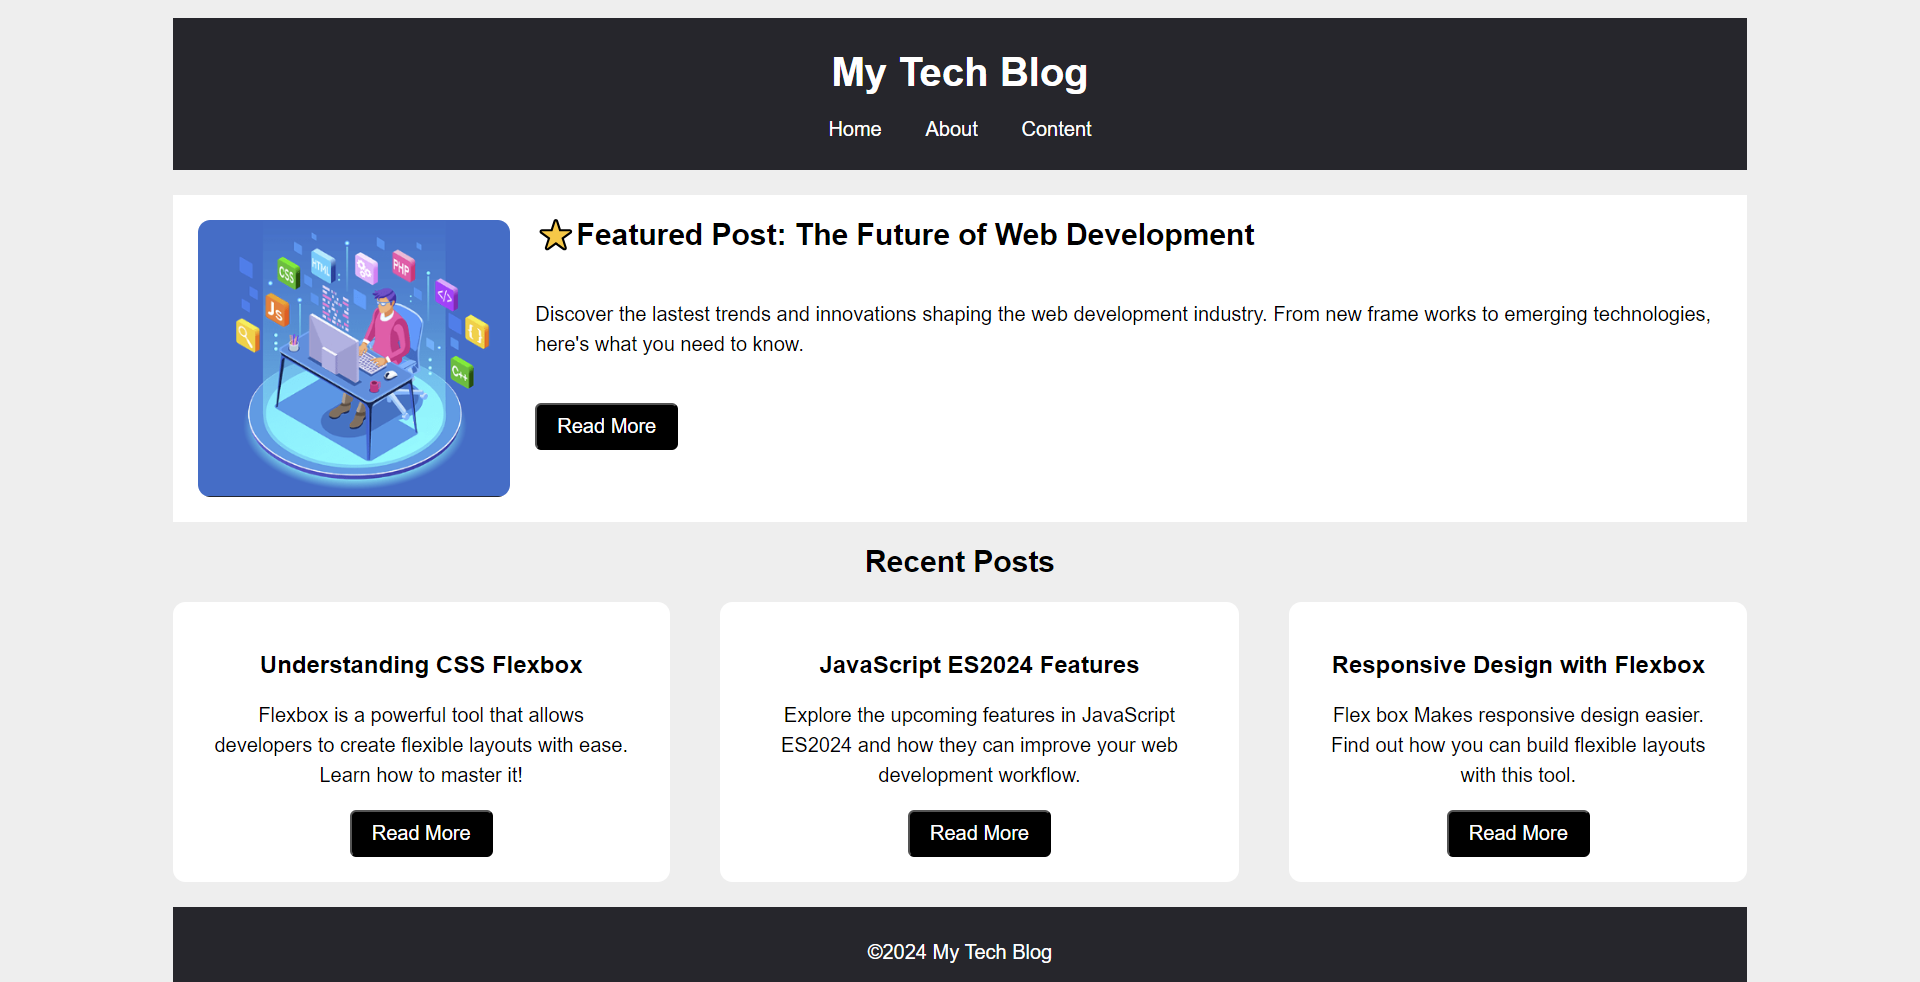 My Tech Blog
Home About Content
CSS
HTML
PHP
</>
JS
{ }
C++
⭐Featured Post: The Future of Web Development
Discover the lastest trends and innovations shaping the web development industry. From new frame works to emerging technologies,
here's what you need to know.
Read More
Recent Posts
Understanding CSS Flexbox
Flexbox is a powerful tool that allows
developers to create flexible layouts with ease.
Learn how to master it!
Read More
JavaScript ES2024 Features
Explore the upcoming features in JavaScript
ES2024 and how they can improve your web
development workflow.
Read More
Responsive Design with Flexbox
Flex box Makes responsive design easier.
Find out how you can build flexible layouts
with this tool.
Read More
©2024 My Tech Blog